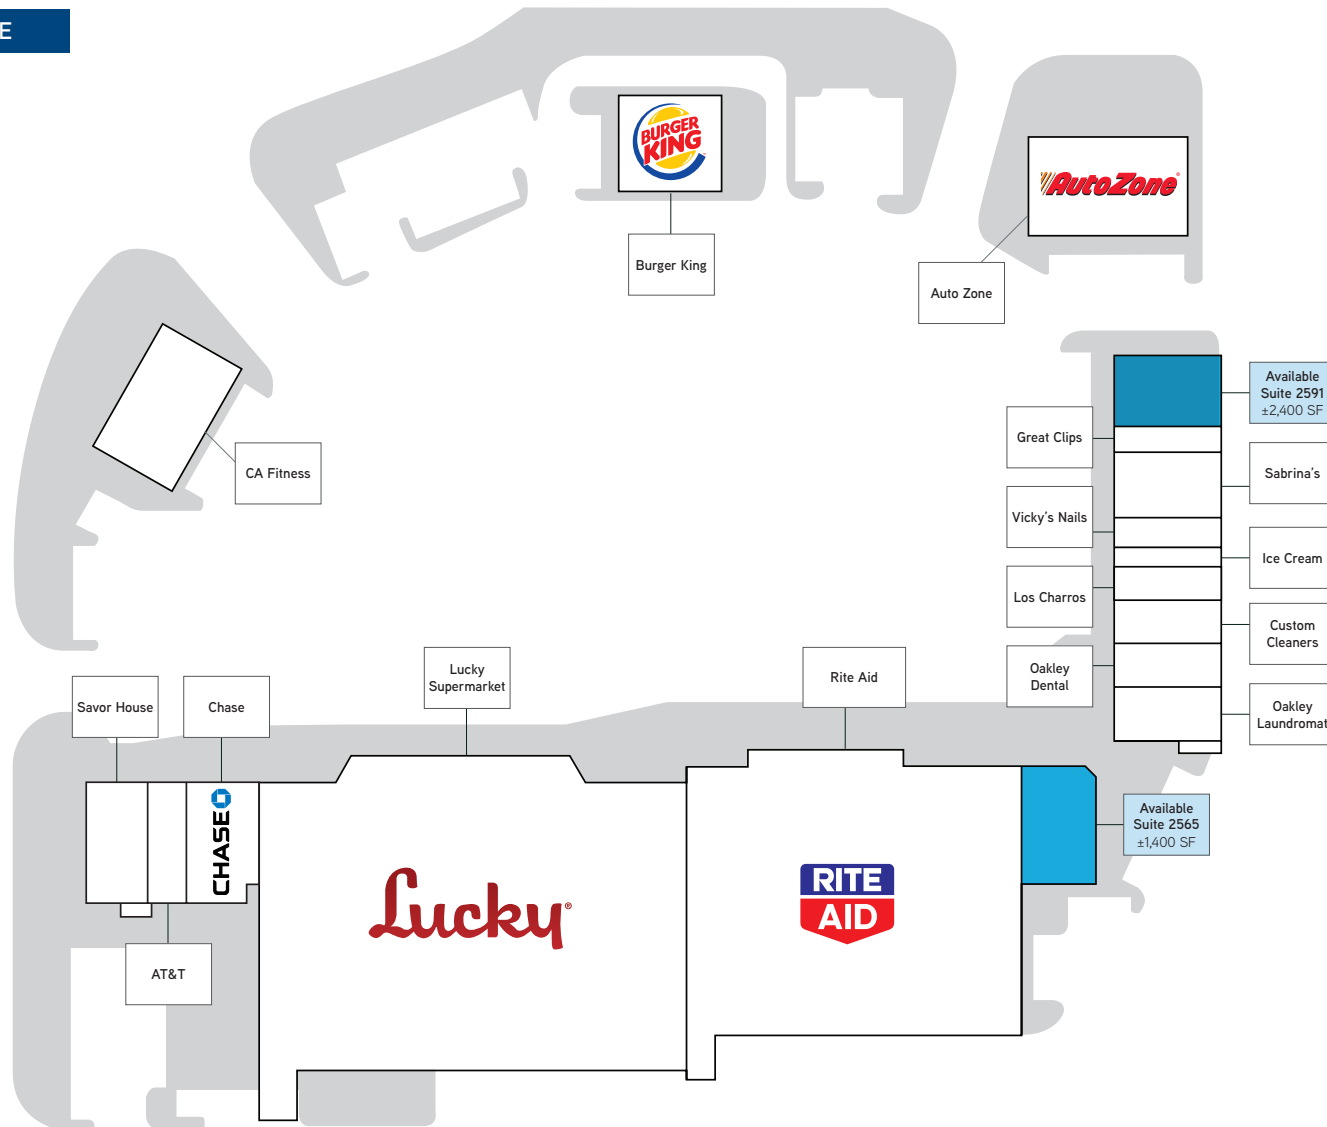 E
BURGER
KING
Burger King
AutoZone
Auto Zone
Available
Suite 2591
±2,400 SF
Great Clips
Sabrina's
CA Fitness
Vicky's Nails
Ice Cream
Los Charros
Custom
Cleaners
Oakley
Dental
Oakley
Laundromat
Lucky
Supermarket
Rite Aid
Savor House
Chase
CHASE
Lucky®
RITE
AID
Available
Suite 2565
±1,400 SF
AT&T